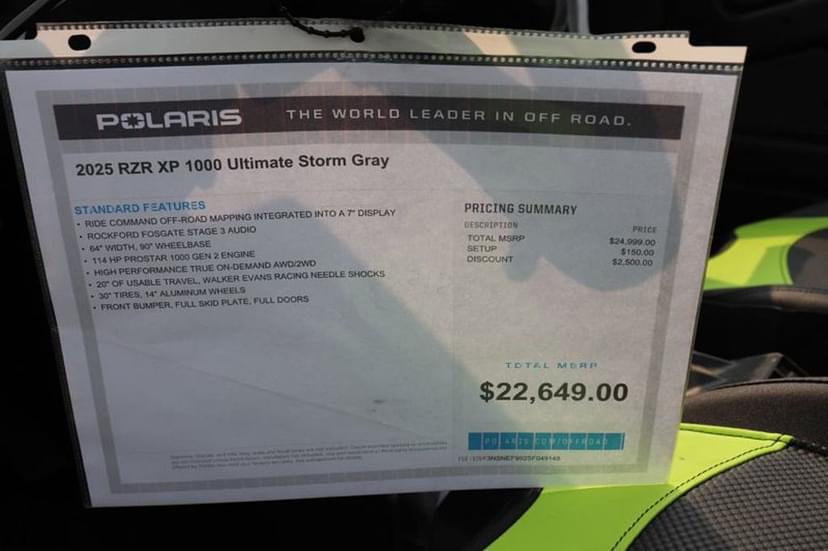 POLARIS THE WORLD LEADER IN OFF ROAD.
2025 RZR XP 1000 Ultimate Storm Gray
STANDARD FEATURES
• RIDE COMMAND OFF-ROAD MAPPING INTEGRATED INTO A 7" DISPLAY
• ROCKFORD FOSGATE STAGE 3 AUDIO
• 64" WIDTH, 90" WHEELBASE
• 114 HP PROSTAR 1000 GEN 2 ENGINE
• HIGH PERFORMANCE TRUE ON-DEMAND AWD/2WD
• 20" OF USABLE TRAVEL, WALKER EVANS RACING NEEDLE SHOCKS
• 30" TIRES, 14" ALUMINUM WHEELS
• FRONT BUMPER, FULL SKID PLATE, FULL DOORS
PRICING SUMMARY
DESCRIPTION PRICE
TOTAL MSRP $24,999.00
SETUP $150.00
DISCOUNT $2,500.00
TOTAL MSRP
$22,649.00
POLARIS.COM/OFFROAD